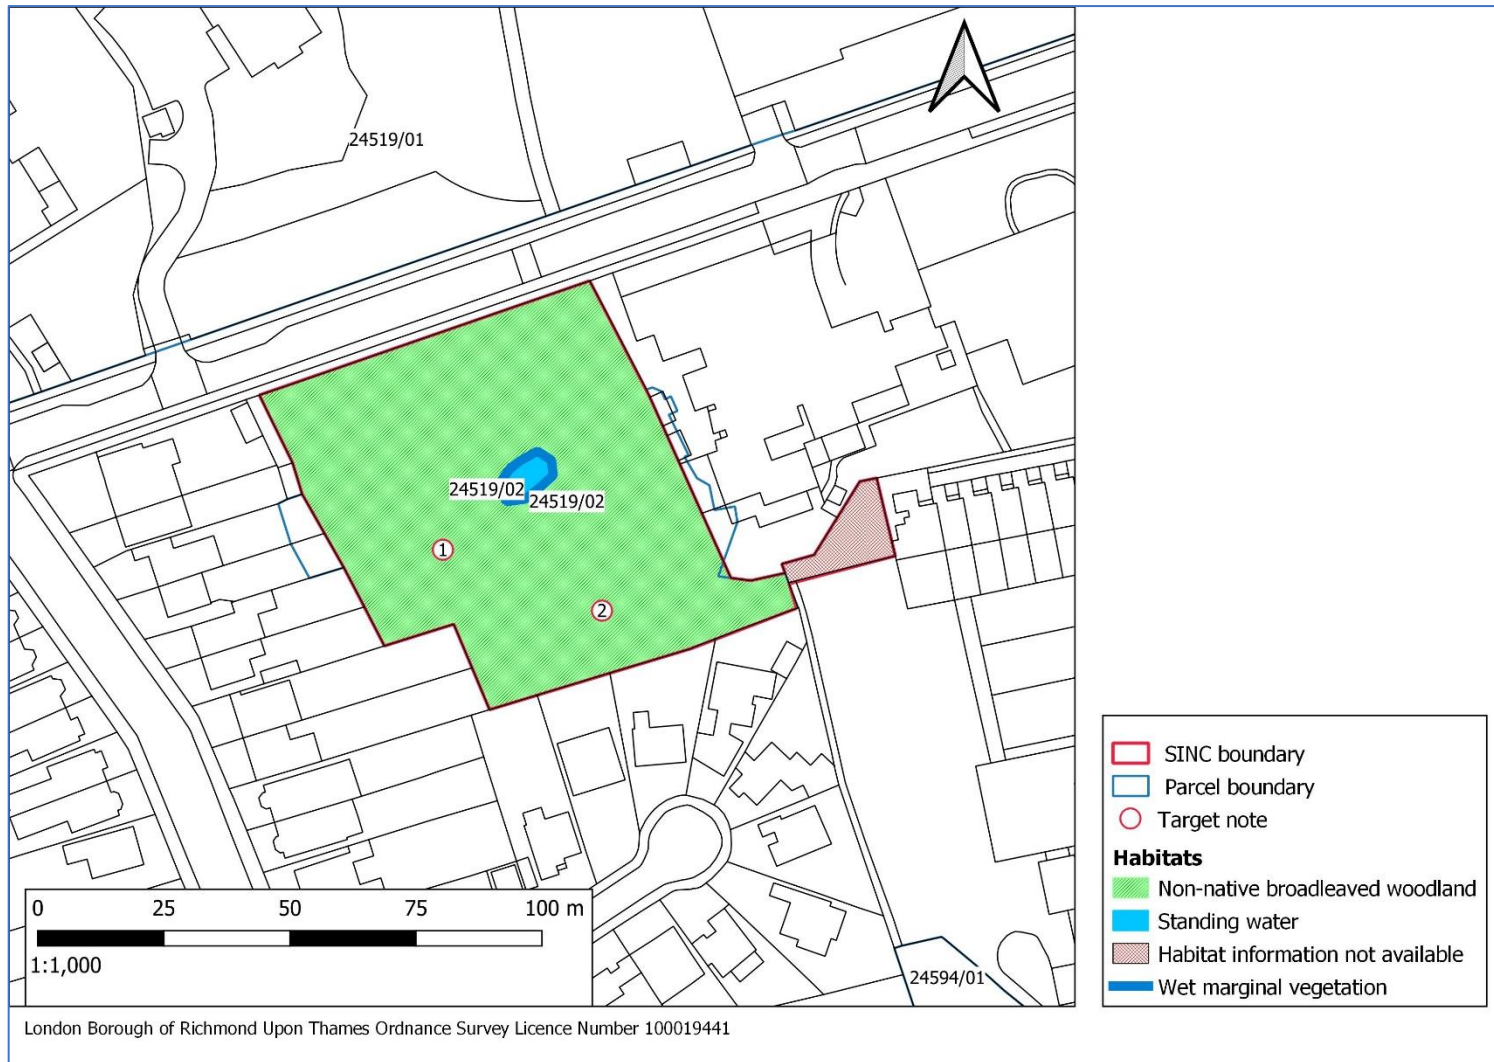 24519/01
24519/02
24519/02
1
2
SINC boundary
Parcel boundary
Target note
Habitats
Non-native broadleaved woodland
Standing water
Habitat information not available
Wet marginal vegetation
0 25 50 75 100 m
1:1,000
24594/01
London Borough of Richmond Upon Thames Ordnance Survey Licence Number 100019441